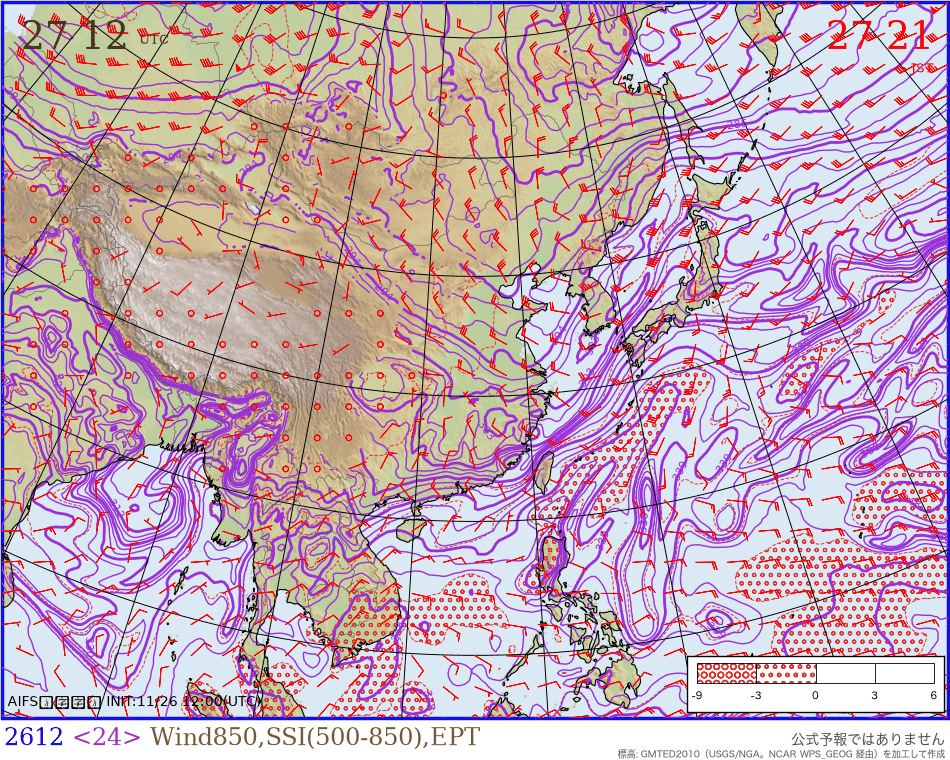 27 12 UTC
27 21
JST
-9 -3 0 3 6
AIFS INIT:11/26 12:00(UTC)
2612 <24> Wind850,SSI(500-850),EPT
公式予報ではありません
標高: GMTED2010（USGS/NGA。NCAR WPS_GEOG 経由）を加工して作成